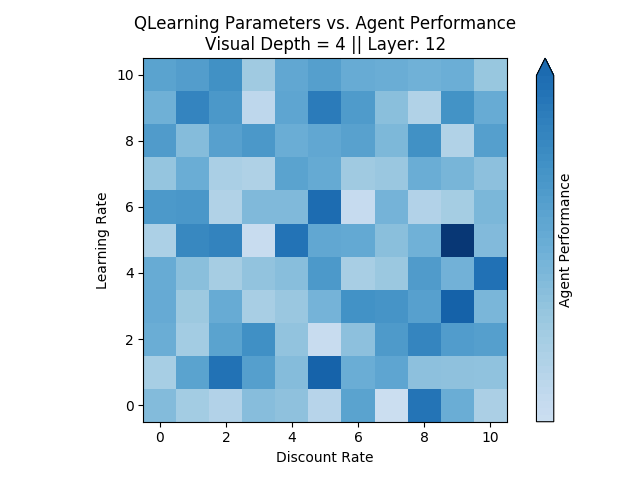 QLearning Parameters vs. Agent Performance
Visual Depth = 4 || Layer: 12
10
8
6
4
2
0
Learning Rate
0 2 4 6 8 10
Discount Rate
Agent Performance